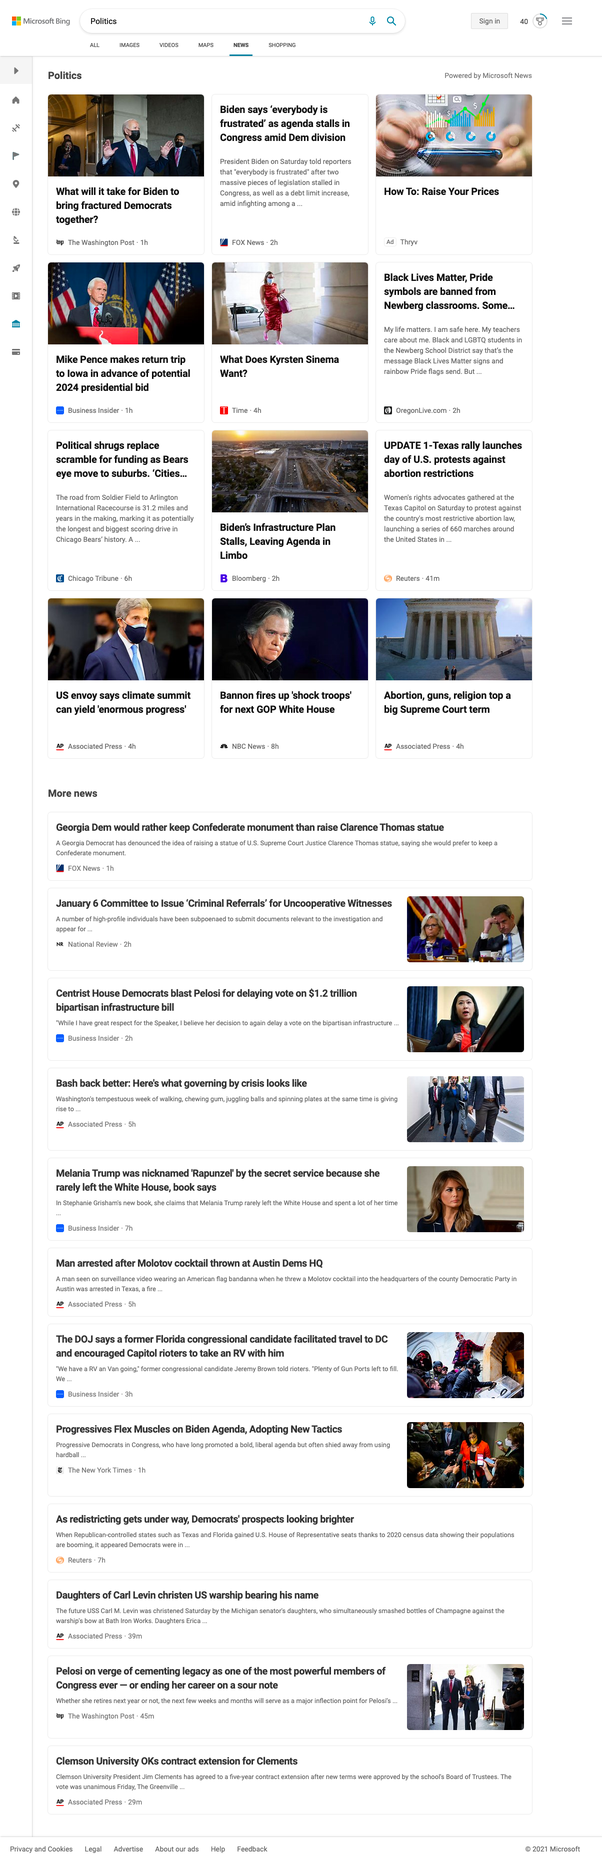 Microsoft Bing
Politics
Sign in
40
ALL
IMAGES
VIDEOS
MAPS
NEWS
SHOPPING
Politics
Powered by Microsoft News
What will it take for Biden to
bring fractured Democrats
together?
The Washington Post · 1h
Biden says 'everybody is
frustrated' as agenda stalls in
Congress amid Dem division
President Biden on Saturday told reporters
that "everybody is frustrated" after two
massive pieces of legislation stalled in
Congress, as well as a debt limit increase,
amid infighting among a ...
FOX News · 2h
How To: Raise Your Prices
Ad Thryv
Mike Pence makes return trip
to Iowa in advance of potential
2024 presidential bid
Business Insider · 1h
What Does Kyrsten Sinema
Want?
Time · 4h
Black Lives Matter, Pride
symbols are banned from
Newberg classrooms. Some...
My life matters. I am safe here. My teachers
care about me. Black and LGBTQ students in
the Newberg School District say that's the
message Black Lives Matter signs and
rainbow Pride flags send. But ...
OregonLive.com · 2h
Political shrugs replace
scramble for funding as Bears
eye move to suburbs. 'Cities...
The road from Soldier Field to Arlington
International Racecourse is 31.2 miles and
years in the making, marking it as potentially
the longest and biggest scoring drive in
Chicago Bears' history. A ...
Chicago Tribune · 6h
Biden's Infrastructure Plan
Stalls, Leaving Agenda in
Limbo
Bloomberg · 2h
UPDATE 1-Texas rally launches
day of U.S. protests against
abortion restrictions
Women's rights advocates gathered at the
Texas Capitol on Saturday to protest against
the country's most restrictive abortion law,
launching a series of 660 marches around
the United States in ...
Reuters · 41m
US envoy says climate summit
can yield 'enormous progress'
AP Associated Press · 4h
Bannon fires up 'shock troops'
for next GOP White House
NBC News · 8h
Abortion, guns, religion top a
big Supreme Court term
AP Associated Press · 4h
More news
Georgia Dem would rather keep Confederate monument than raise Clarence Thomas statue
A Georgia Democrat has denounced the idea of raising a statue of U.S. Supreme Court Justice Clarence Thomas statue, saying she would prefer to keep a
Confederate monument.
FOX News · 1h
January 6 Committee to Issue 'Criminal Referrals' for Uncooperative Witnesses
A number of high-profile individuals have been subpoenaed to submit documents relevant to the investigation and
appear for ...
NR National Review · 2h
Centrist House Democrats blast Pelosi for delaying vote on $1.2 trillion
bipartisan infrastructure bill
"While I have great respect for the Speaker, I believe her decision to again delay a vote on the bipartisan infrastructure ...
Business Insider · 2h
Bash back better: Here's what governing by crisis looks like
Washington's tempestuous week of walking, chewing gum, juggling balls and spinning plates at the same time is giving
rise to ...
AP Associated Press · 5h
Melania Trump was nicknamed 'Rapunzel' by the secret service because she
rarely left the White House, book says
In Stephanie Grisham's new book, she claims that Melania Trump rarely left the White House and spent a lot of her time
...
Business Insider · 7h
Man arrested after Molotov cocktail thrown at Austin Dems HQ
A man seen on surveillance video wearing an American flag bandanna when he threw a Molotov cocktail into the headquarters of the county Democratic Party in
Austin was arrested in Texas, a fire ...
AP Associated Press · 5h
The DOJ says a former Florida congressional candidate facilitated travel to DC
and encouraged Capitol rioters to take an RV with him
"We have a RV an Van going," former congressional candidate Jeremy Brown told rioters. "Plenty of Gun Ports left to fill.
We ...
Business Insider · 3h
Progressives Flex Muscles on Biden Agenda, Adopting New Tactics
Progressive Democrats in Congress, who have long promoted a bold, liberal agenda but often shied away from using
hardball ...
The New York Times · 1h
As redistricting gets under way, Democrats' prospects looking brighter
When Republican-controlled states such as Texas and Florida gained U.S. House of Representative seats thanks to 2020 census data showing their populations
are booming, it appeared Democrats were in ...
Reuters · 7h
Daughters of Carl Levin christen US warship bearing his name
The future USS Carl M. Levin was christened Saturday by the Michigan senator's daughters, who simultaneously smashed bottles of Champagne against the
warship's bow at Bath Iron Works. Daughters Erica ...
AP Associated Press · 39m
Pelosi on verge of cementing legacy as one of the most powerful members of
Congress ever — or ending her career on a sour note
Whether she retires next year or not, the next few weeks and months will serve as a major inflection point for Pelosi's ...
The Washington Post · 45m
Clemson University OKs contract extension for Clements
Clemson University President Jim Clements has agreed to a five-year contract extension after new terms were approved by the school's Board of Trustees. The
vote was unanimous Friday, The Greenville ...
AP Associated Press · 29m
Privacy and Cookies
Legal
Advertise
About our ads
Help
Feedback
© 2021 Microsoft